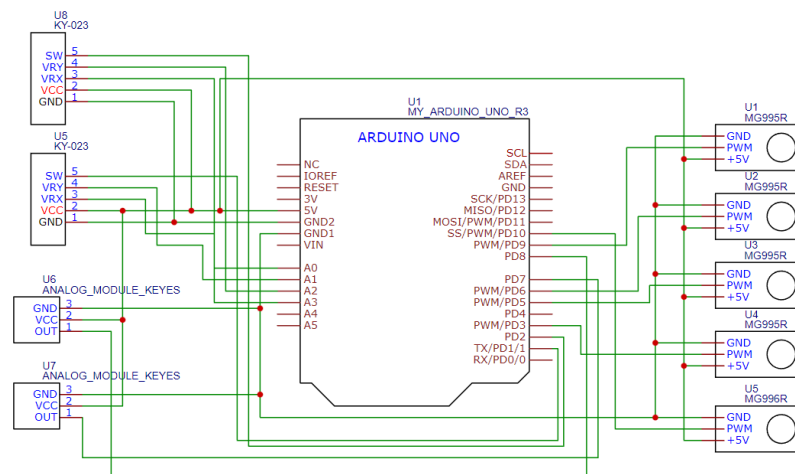 U8
KY-023
SW 5
VRY 4
VRX 3
VCC 2
GND 1
U5
KY-023
SW 5
VRY 4
VRX 3
VCC 2
GND 1
U6
ANALOG_MODULE_KEYES
GND 3
VCC 2
OUT 1
U7
ANALOG_MODULE_KEYES
GND 3
VCC 2
OUT 1
U1
MY_ARDUINO_UNO_R3
ARDUINO UNO
NC
IOREF
RESET
3V
5V
GND2
GND1
VIN
A0
A1
A2
A3
A4
A5
SCL
SDA
AREF
GND
SCK/PD13
MISO/PD12
MOSI/PWM/PD11
SS/PWM/PD10
PWM/PD9
PD8
PD7
PWM/PD6
PWM/PD5
PD4
PWM/PD3
PD2
TX/PD1/1
RX/PD0/0
U1
MG995R
GND
PWM
+5V
U2
MG995R
GND
PWM
+5V
U3
MG995R
GND
PWM
+5V
U4
MG995R
GND
PWM
+5V
U5
MG996R
GND
PWM
+5V